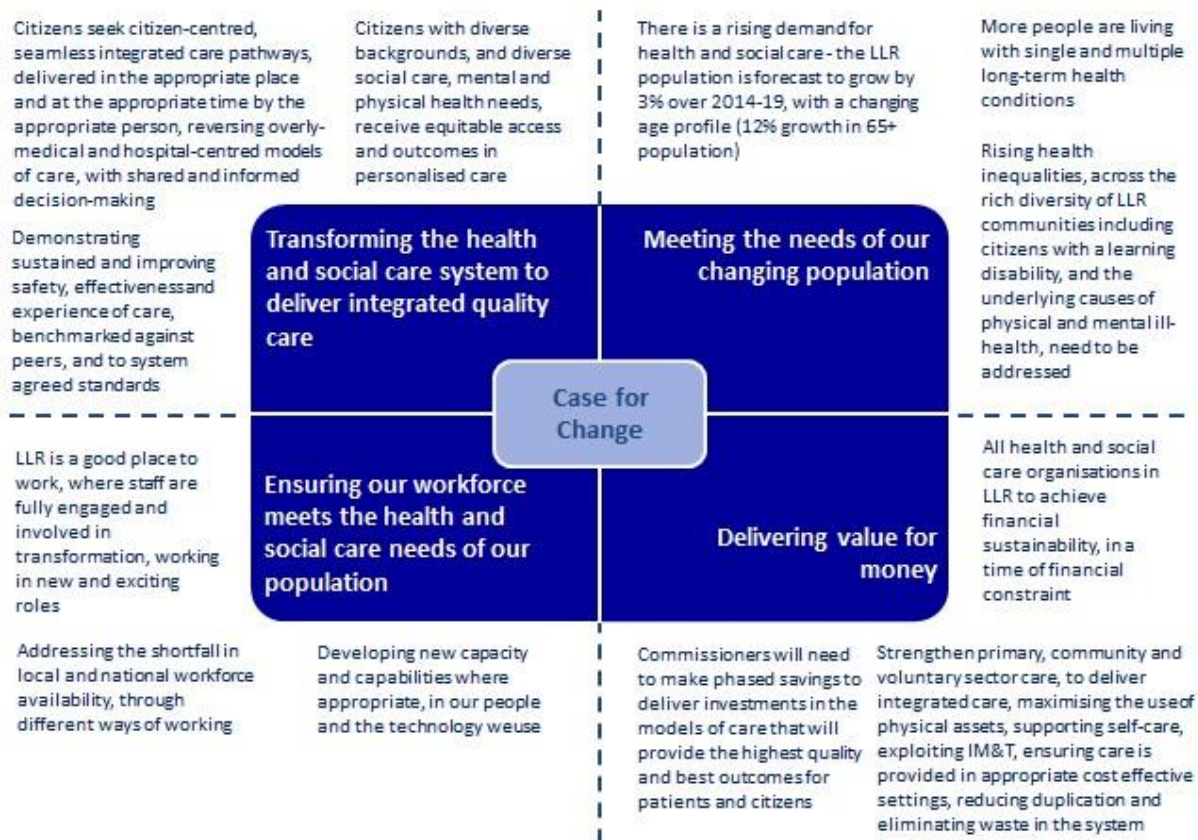 Citizens seek citizen-centred,
seamless integrated care pathways,
delivered in the appropriate place
and at the appropriate time by the
appropriate person, reversing overly-
medical and hospital-centred models
of care, with shared and informed
decision-making
Citizens with diverse
backgrounds, and diverse
social care, mental and
physical health needs,
receive equitable access
and outcomes in
personalised care
There is a rising demand for
health and social care - the LLR
population is forecast to grow by
3% over 2014-19, with a changing
age profile (12% growth in 65+
population)
More people are living
with single and multiple
long-term health
conditions
Demonstrating
sustained and improving
safety, effectivenessand
experience of care,
benchmarked against
peers, and to system
agreed standards
Transforming the health
and social care system to
deliver integrated quality
care
Meeting the needs of our
changing population
Rising health
inequalities, across the
rich diversity of LLR
communities including
citizens with a learning
disability, and the
underlying causes of
physical and mental ill-
health, need to be
addressed
Case for
Change
LLR is a good place to
work, where staff are
fully engaged and
involved in
transformation, working
in new and exciting
roles
Ensuring our workforce
meets the health and
social care needs of our
population
Delivering value for
money
All health and social
care organisations in
LLR to achieve
financial
sustainability, in a
time of financial
constraint
Addressing the shortfall in
local and national workforce
availability, through
different ways of working
Developing new capacity
and capabilities where
appropriate, in our people
and the technology weuse
Commissioners will need
to make phased savings to
deliver investments in the
models of care that will
provide the highest quality
and best outcomes for
patients and citizens
Strengthen primary, community and
voluntary sector care, to deliver
integrated care, maximising the use of
physical assets, supporting self-care,
exploiting IM&T, ensuring care is
provided in appropriate cost effective
settings, reducing duplication and
eliminating waste in the system